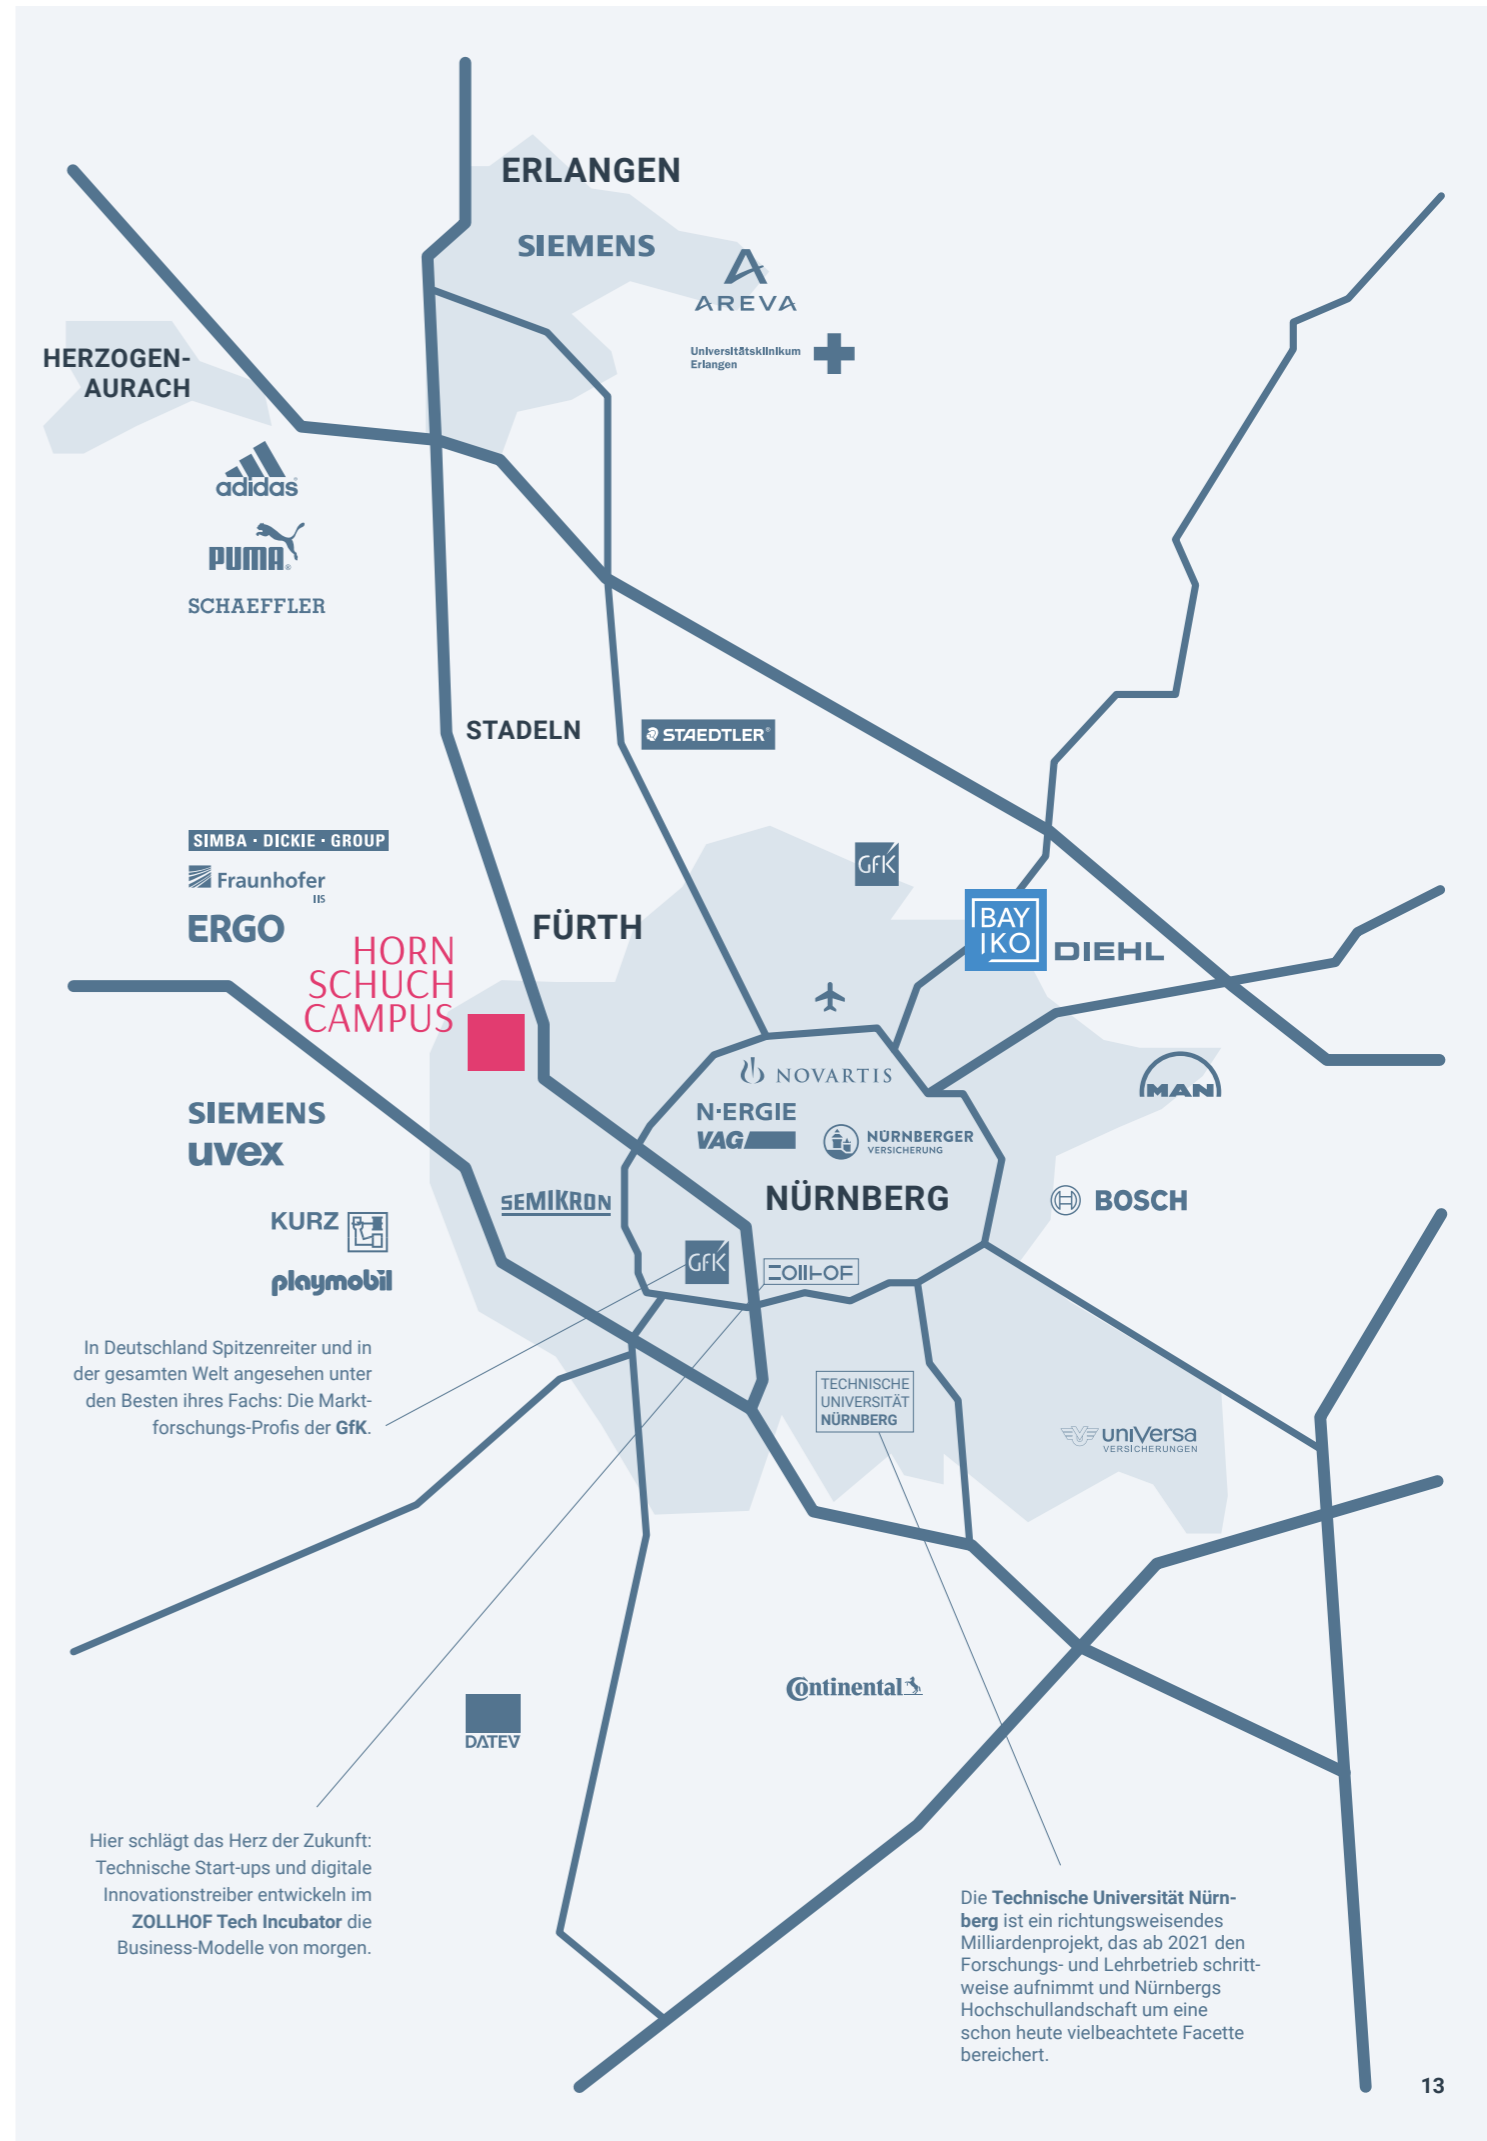 ERLANGEN
SIEMENS
AREVA
Universitätsklinikum
Erlangen
HERZOGEN-
AURACH
adidas
PUMA
SCHAEFFLER
STADELN
STAEDTLER
SIMBA · DICKIE · GROUP
Fraunhofer
IIS
ERGO
FÜRTH
HORN
SCHUCH
CAMPUS
GfK
BAY
IKO
DIEHL
NOVARTIS
N·ERGIE
VAG
NÜRNBERGER
VERSICHERUNG
MAN
SIEMENS
uvex
SEMIKRON
NÜRNBERG
BOSCH
KURZ
playmobil
GfK
ZOLLHOF
In Deutschland Spitzenreiter und in
der gesamten Welt angesehen unter
den Besten ihres Fachs: Die Markt-
forschungs-Profis der GfK.
TECHNISCHE
UNIVERSITÄT
NÜRNBERG
uniVersa
VERSICHERUNGEN
Continental
DATEV
Hier schlägt das Herz der Zukunft:
Technische Start-ups und digitale
Innovationstreiber entwickeln im
ZOLLHOF Tech Incubator die
Business-Modelle von morgen.
Die Technische Universität Nürn-
berg ist ein richtungsweisendes
Milliardenprojekt, das ab 2021 den
Forschungs- und Lehrbetrieb schritt-
weise aufnimmt und Nürnbergs
Hochschullandschaft um eine
schon heute vielbeachtete Facette
bereichert.
13